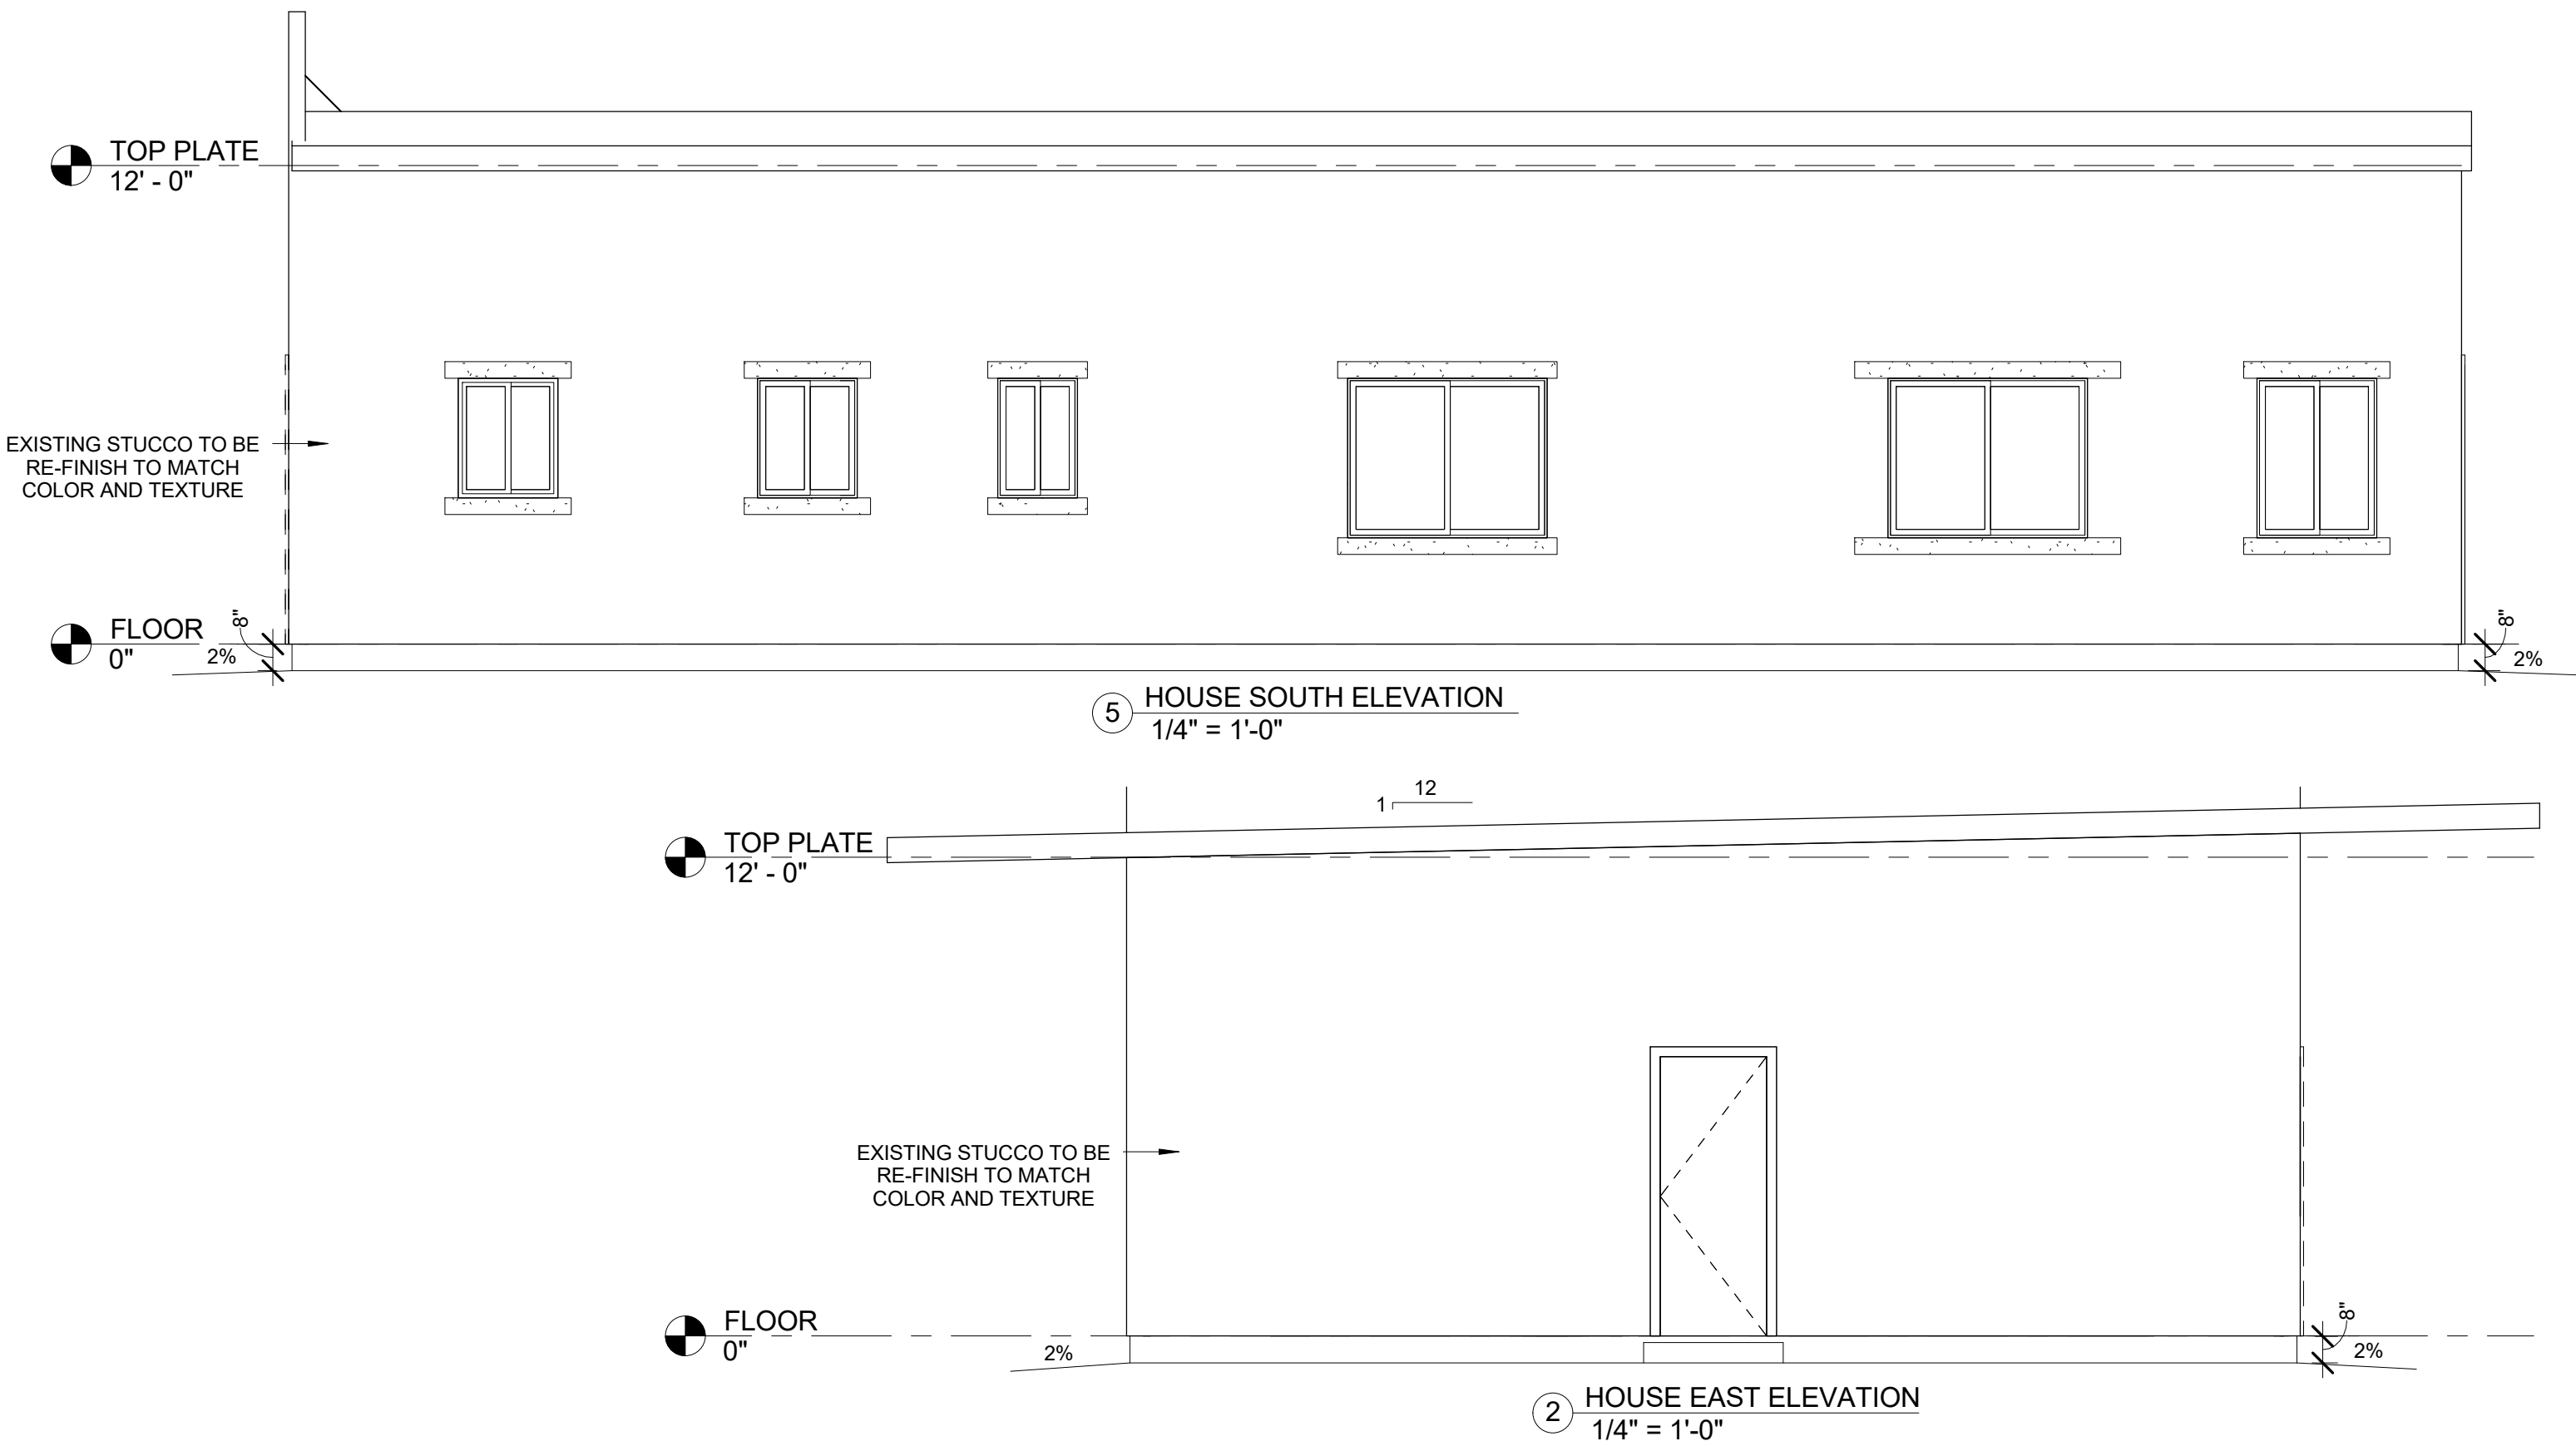 TOP PLATE
12' - 0"
EXISTING STUCCO TO BE
RE-FINISH TO MATCH
COLOR AND TEXTURE
FLOOR
0"
8"
2%
8"
2%
5
HOUSE SOUTH ELEVATION
1/4" = 1'-0"
12
1
TOP PLATE
12' - 0"
EXISTING STUCCO TO BE
RE-FINISH TO MATCH
COLOR AND TEXTURE
FLOOR
0"
2%
8"
2%
2
HOUSE EAST ELEVATION
1/4" = 1'-0"